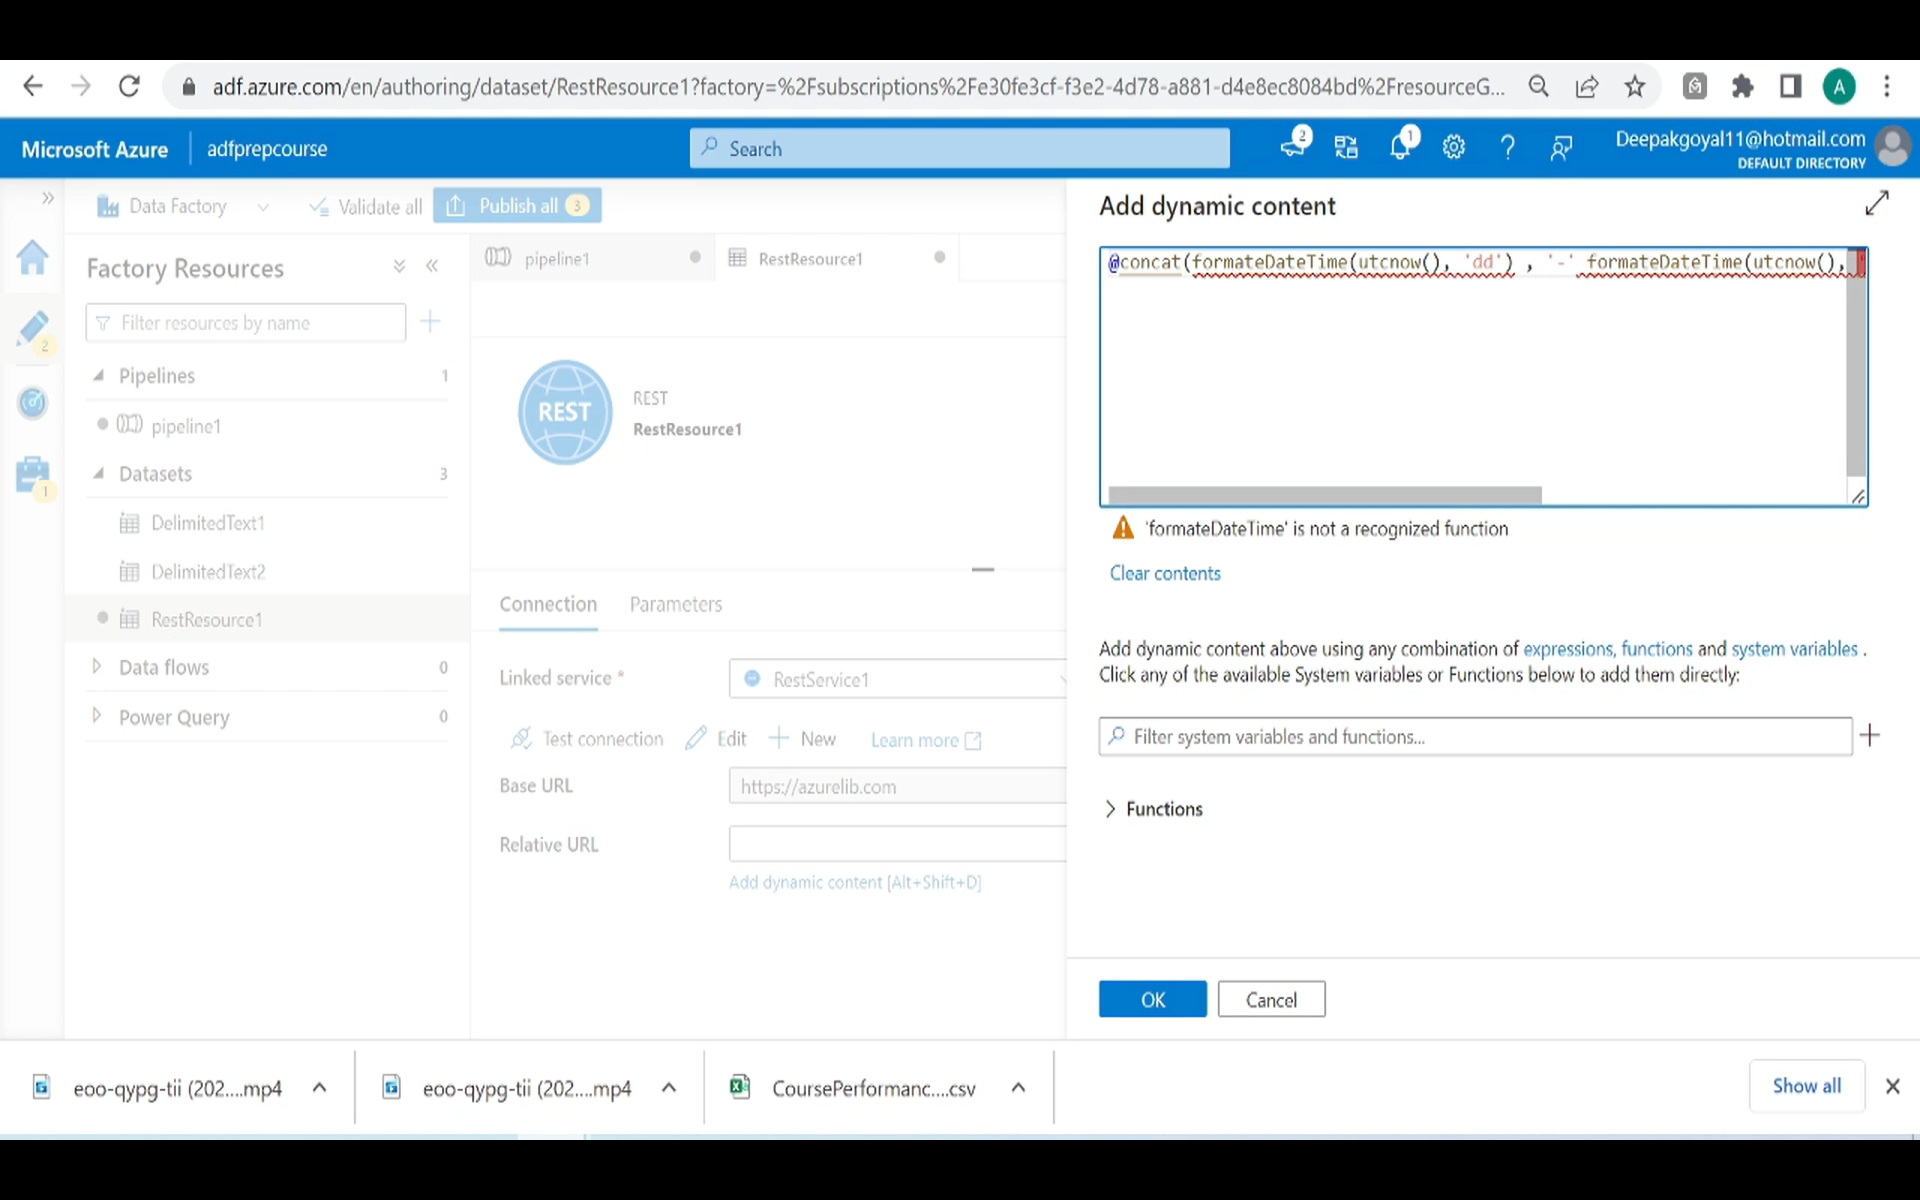 adf.azure.com/en/authoring/dataset/RestResource1?factory=%2Fsubscriptions%2Fe30fe3cf-f3e2-4d78-a881-d4e8ec8084bd%2FresourceG...
A
Microsoft Azure
adfprepcourse
Search
2
1
Deepakgoyal11@hotmail.com
DEFAULT DIRECTORY
Data Factory
Validate all
Publish all 3
Factory Resources
Filter resources by name
2
1
Pipelines 1
pipeline1
Datasets 3
DelimitedText1
DelimitedText2
RestResource1
Data flows 0
Power Query 0
pipeline1
RestResource1
REST
REST
RestResource1
Connection
Parameters
Linked service *
RestService1
Test connection
Edit
New
Learn more
Base URL
https://azurelib.com
Relative URL
Add dynamic content [Alt+Shift+D]
Add dynamic content
@concat(formateDateTime(utcnow(), 'dd') , '-' formateDateTime(utcnow(), '
'formateDateTime' is not a recognized function
Clear contents
Add dynamic content above using any combination of expressions, functions and system variables .
Click any of the available System variables or Functions below to add them directly:
Filter system variables and functions...
Functions
OK
Cancel
eoo-qypg-tii (202....mp4
eoo-qypg-tii (202....mp4
CoursePerformanc....csv
Show all